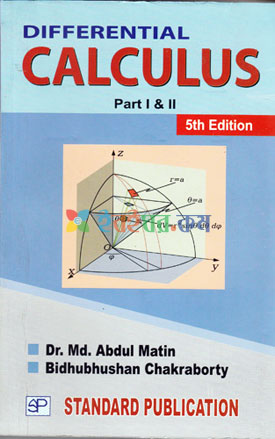 DIFFERENTIAL
CALCULUS
Part I & II
5th Edition
z
r=a
θ=a
O
φ
x
y
Dr. Md. Abdul Matin
Bidhubhushan Chakraborty
SP
STANDARD PUBLICATION